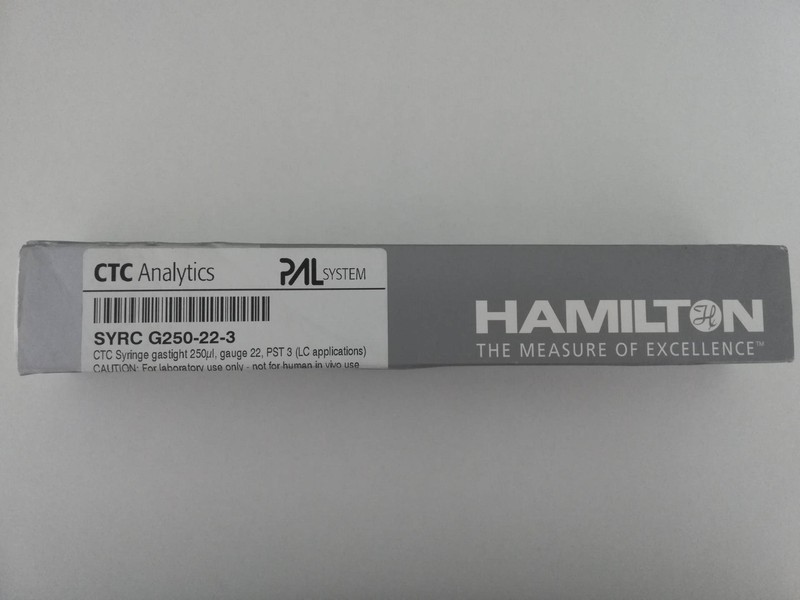 CTC Analytics PAL SYSTEM
SYRC G250-22-3
CTC Syringe gastight 250µl, gauge 22, PST 3 (LC applications)
CAUTION: For laboratory use only - not for human in vivo use
HAMILTON
THE MEASURE OF EXCELLENCE™